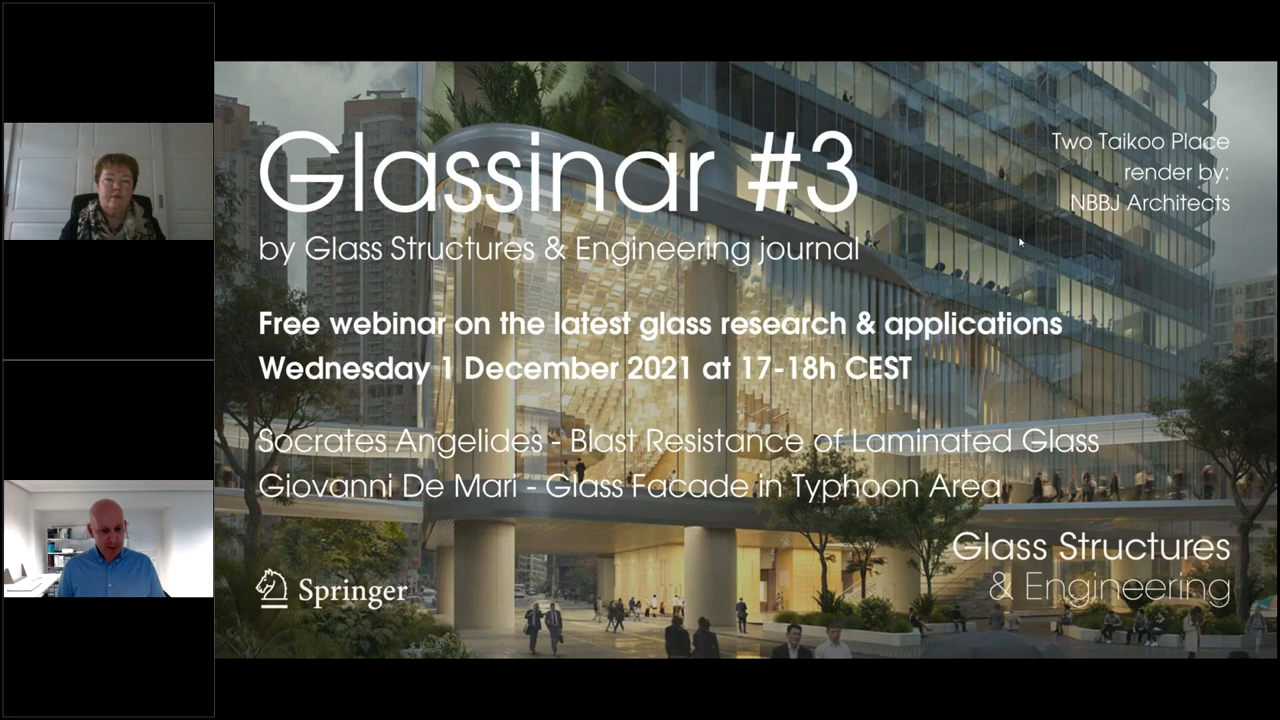 Glassinar #3
by Glass Structures & Engineering journal
Two Taikoo Place
render by:
NBBJ Architects
Free webinar on the latest glass research & applications
Wednesday 1 December 2021 at 17-18h CEST
Socrates Angelides - Blast Resistance of Laminated Glass
Giovanni De Mari - Glass Facade in Typhoon Area
Springer
Glass Structures
& Engineering